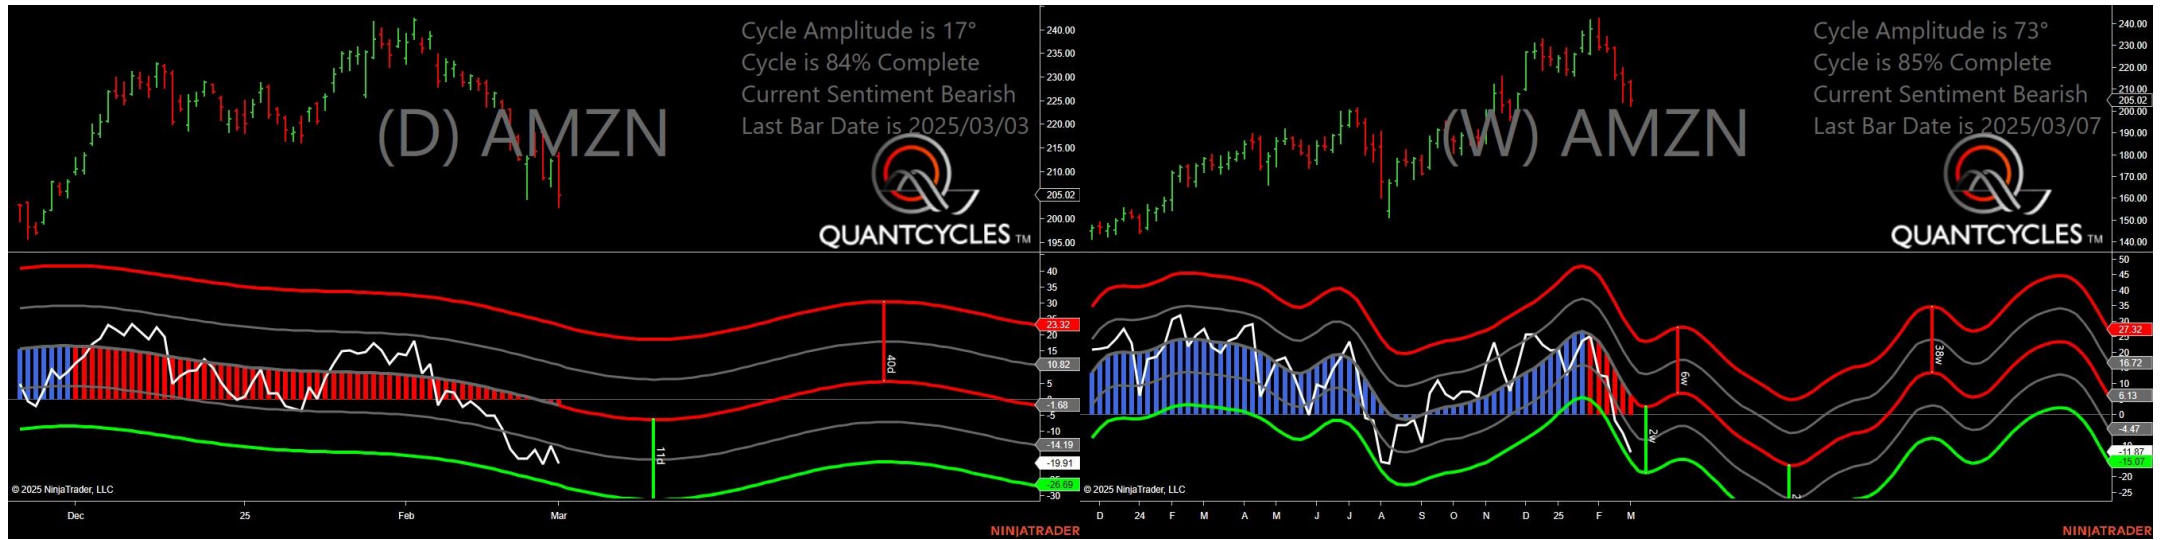 Cycle Amplitude is 17°
Cycle is 84% Complete
Current Sentiment Bearish
Last Bar Date is 2025/03/03
(D) AMZN
QUANTCYCLES TM
240.00
235.00
230.00
225.00
220.00
215.00
210.00
205.02
200.00
195.00
40
35
30
23.32
20
15
10.82
5
-1.68
-5
-10
-14.19
-19.91
-26.69
-30
40d
11d
© 2025 NinjaTrader, LLC
Dec
25
Feb
Mar
NINJATRADER
Cycle Amplitude is 73°
Cycle is 85% Complete
Current Sentiment Bearish
Last Bar Date is 2025/03/07
(W) AMZN
QUANTCYCLES TM
240.00
230.00
220.00
210.00
205.02
200.00
190.00
180.00
170.00
160.00
150.00
140.00
50
45
40
35
30
27.32
20
16.72
10
6.13
0
-4.47
-11.87
-15.07
-20
-25
6w
38w
2w
© 2025 NinjaTrader, LLC
D 24 F M A M J J A S O N D 25 F M
NINJATRADER